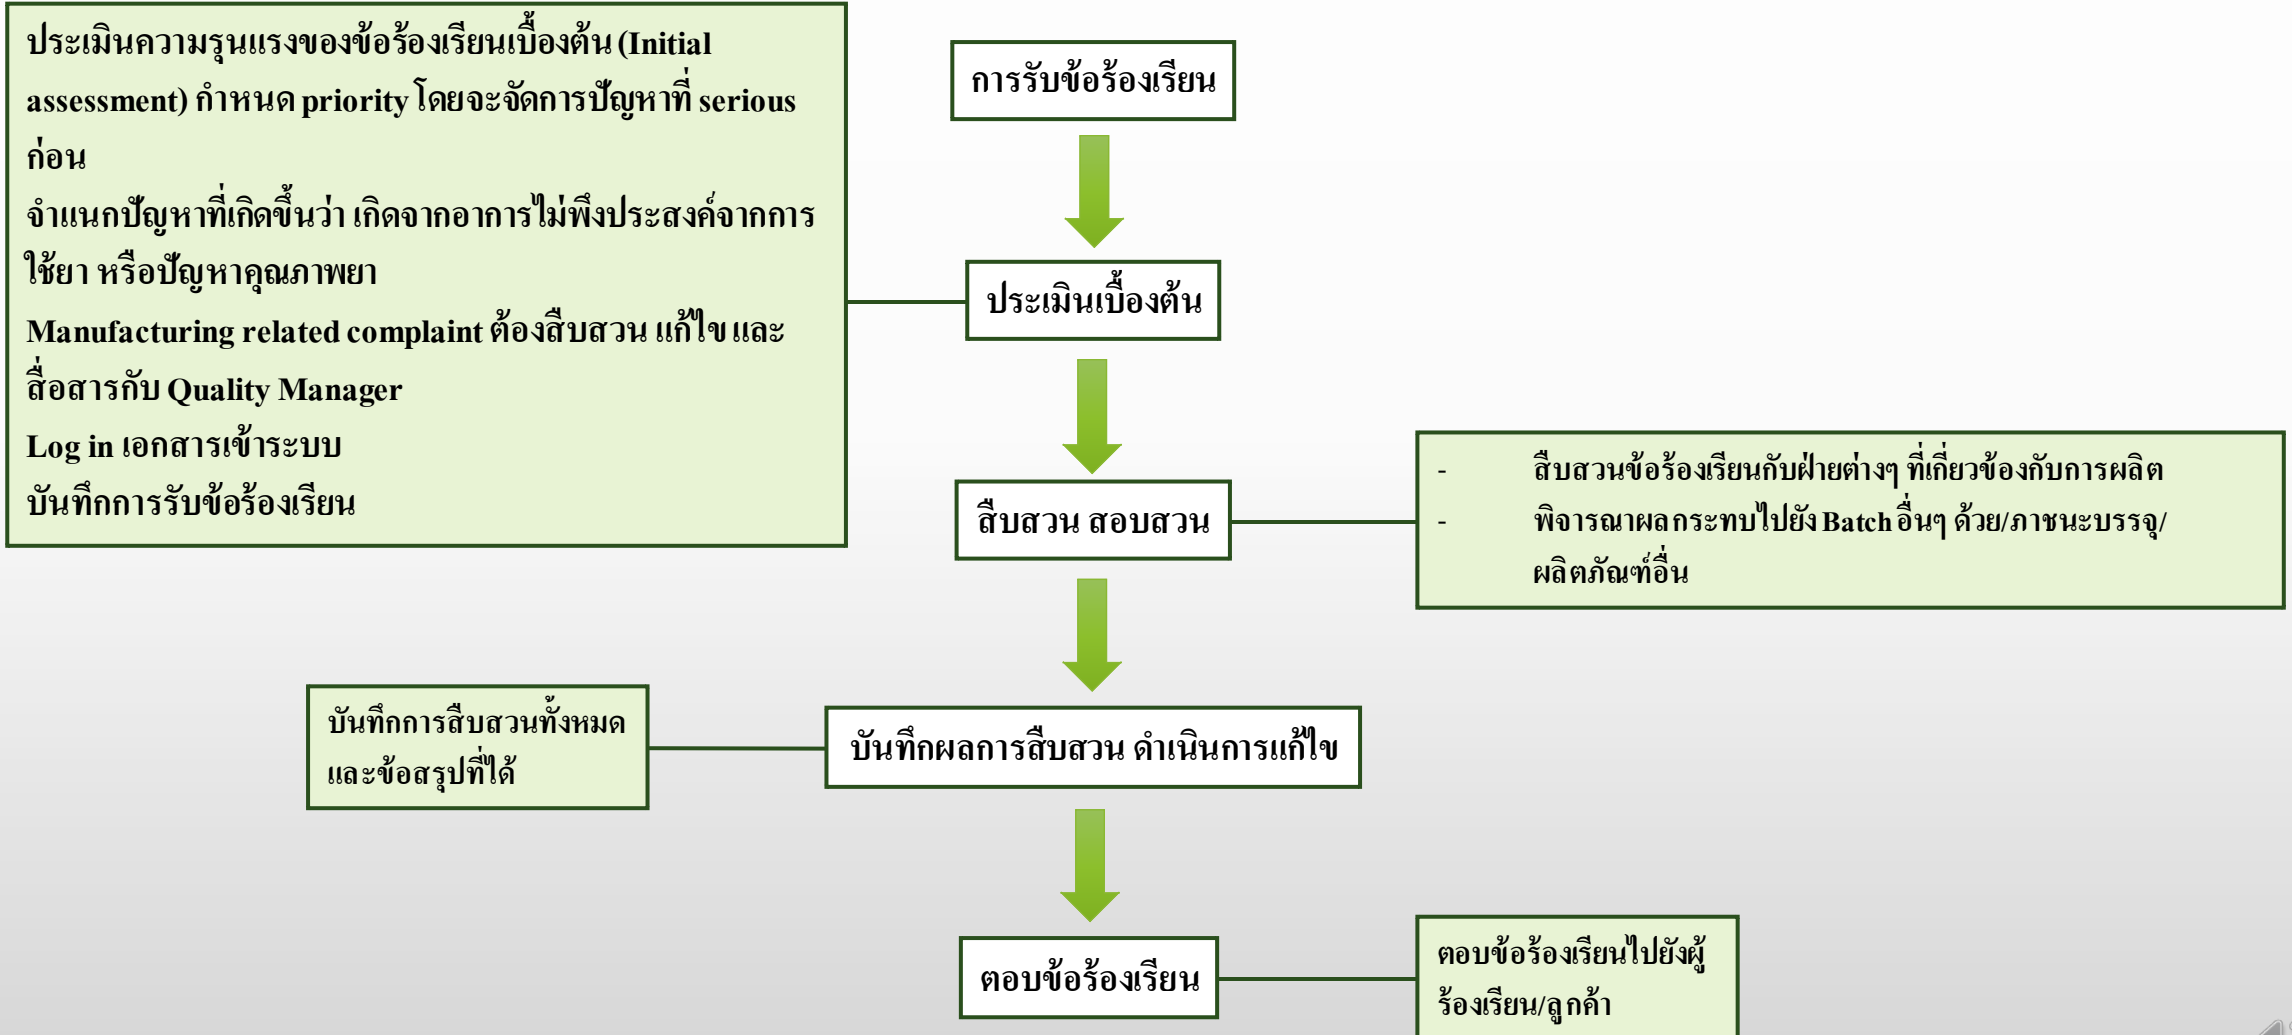 ประเมินความรุนแรงของข้อร้องเรียนเบื้องต้น (Initial
assessment) กำหนด priority โดยจะจัดการปัญหาที่ serious
ก่อน
จำแนกปัญหาที่เกิดขึ้นว่า เกิดจากอาการไม่พึงประสงค์จากการ
ใช้ยา หรือปัญหาคุณภาพยา
Manufacturing related complaint ต้องสืบสวน แก้ไข และ
สื่อสารกับ Quality Manager
Log in เอกสารเข้าระบบ
บันทึกการรับข้อร้องเรียน
การรับข้อร้องเรียน
ประเมินเบื้องต้น
สืบสวน สอบสวน
- สืบสวนข้อร้องเรียนกับฝ่ายต่างๆ ที่เกี่ยวข้องกับการผลิต
- พิจารณาผลกระทบไปยัง Batch อื่นๆ ด้วย/ภาชนะบรรจุ/
ผลิตภัณฑ์อื่น
บันทึกการสืบสวนทั้งหมด
และข้อสรุปที่ได้
บันทึกผลการสืบสวน ดำเนินการแก้ไข
ตอบข้อร้องเรียน
ตอบข้อร้องเรียนไปยังผู้
ร้องเรียน/ลูกค้า